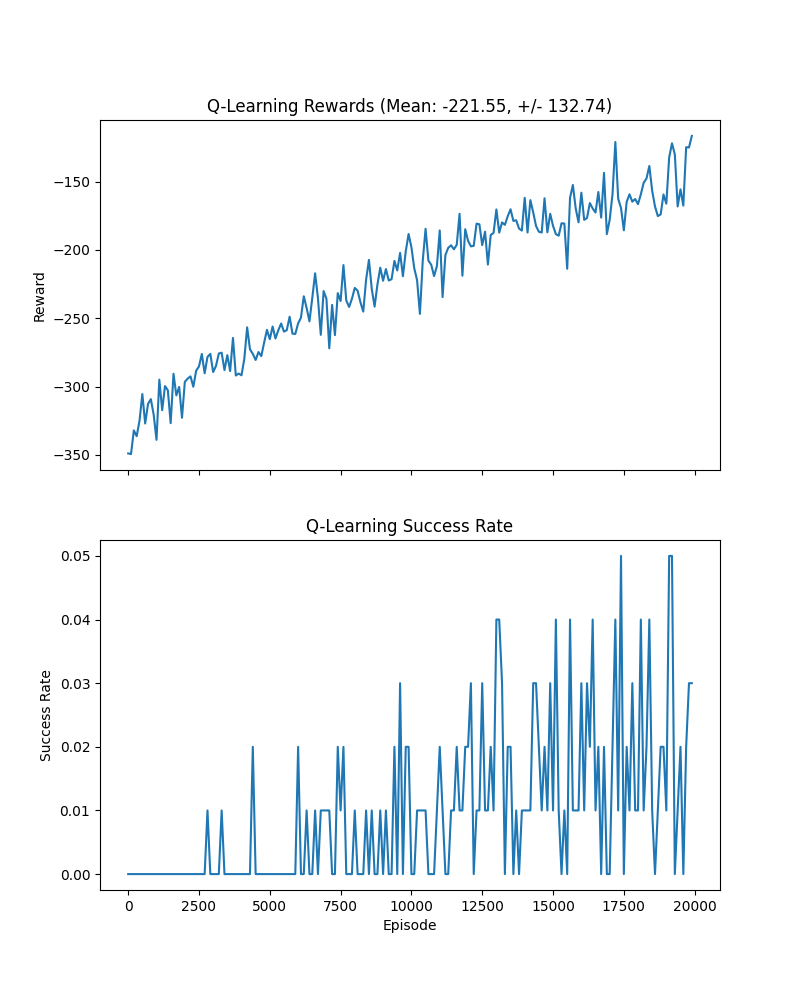 Q-Learning Rewards (Mean: -221.55, +/- 132.74)
−150
−200
−250
−300
−350
Reward
Q-Learning Success Rate
0.05
0.04
0.03
0.02
0.01
0.00
Success Rate
0 2500 5000 7500 10000 12500 15000 17500 20000
Episode